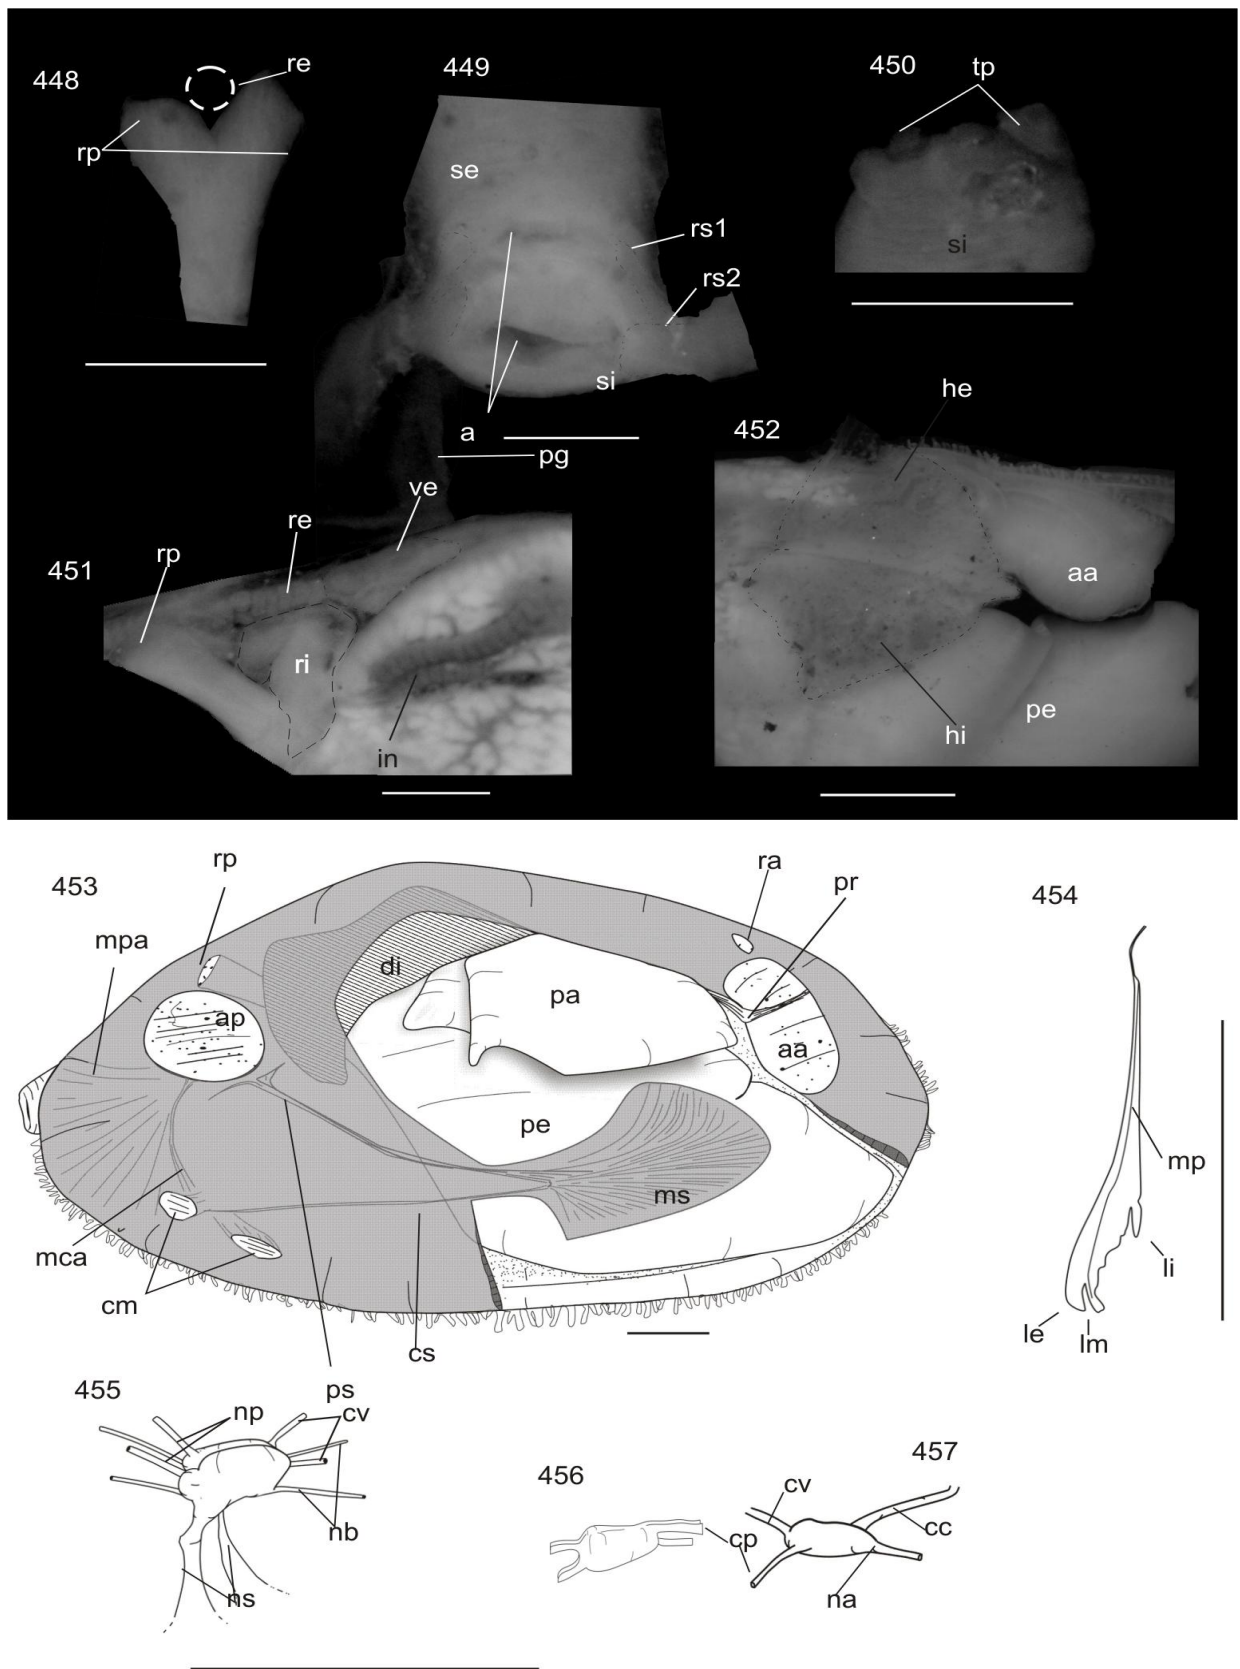 448
re
rp
449
se
rs1
rs2
si
a
pg
450
tp
si
451
rp
re
ve
ri
in
452
he
aa
hi
pe
453
rp
mpa
ap
di
pa
ra
pr
aa
pe
ms
mca
cm
cs
ps
454
mp
li
le
lm
455
np
cv
nb
ns
456
cp
457
cv
cc
na